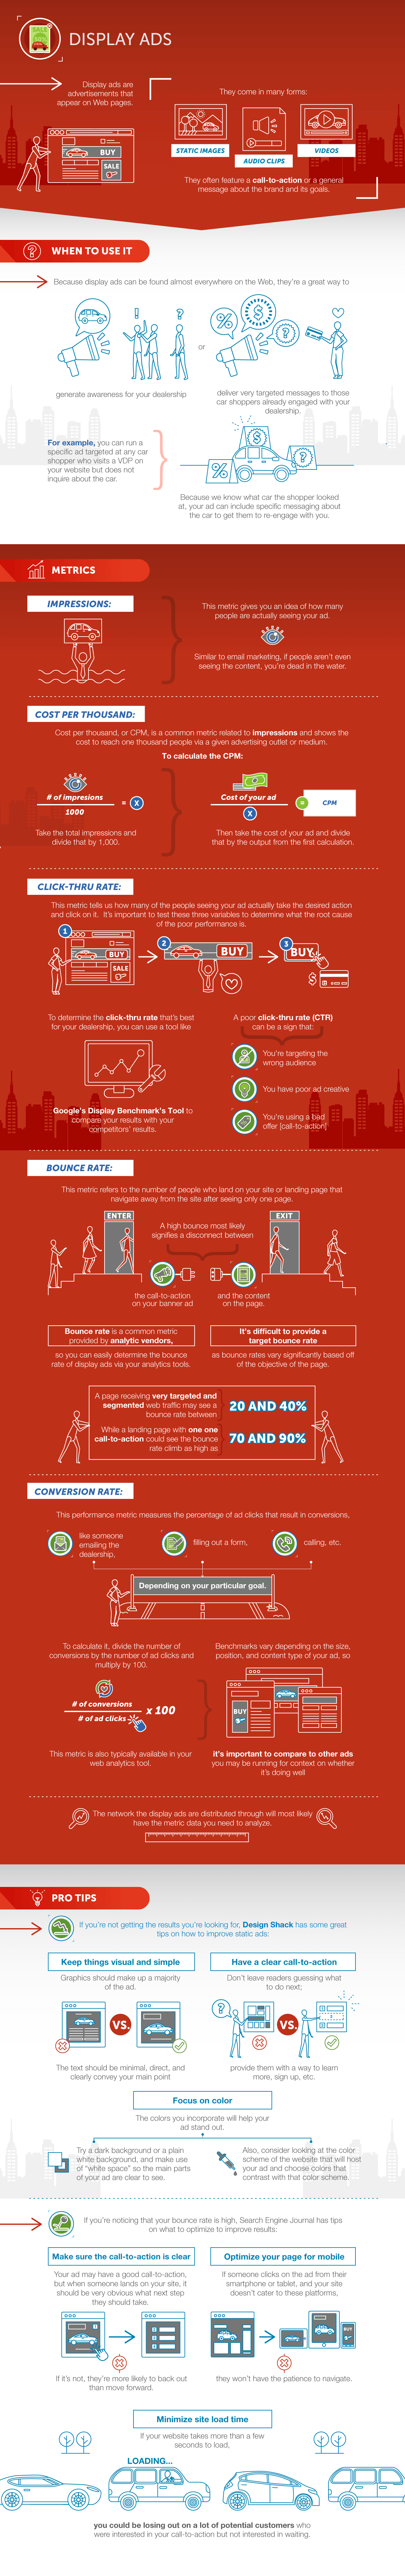 SALE
DISPLAY ADS
Display ads are
advertisements that
appear on Web pages.
BUY
SALE
They come in many forms:
STATIC IMAGES
AUDIO CLIPS
VIDEOS
They often feature a call-to-action or a general
message about the brand and its goals.
WHEN TO USE IT
Because display ads can be found almost everywhere on the Web, they're a great way to
or
generate awareness for your dealership
deliver very targeted messages to those
car shoppers already engaged with your
dealership.
For example, you can run a
specific ad targeted at any car
shopper who visits a VDP on
your website but does not
inquire about the car.
Because we know what car the shopper looked
at, your ad can include specific messaging about
the car to get them to re-engage with you.
METRICS
IMPRESSIONS:
This metric gives you an idea of how many
people are actually seeing your ad.
Similar to email marketing, if people aren't even
seeing the content, you're dead in the water.
COST PER THOUSAND:
Cost per thousand, or CPM, is a common metric related to impressions and shows the
cost to reach one thousand people via a given advertising outlet or medium.
To calculate the CPM:
# of impresions
1000
= X
Cost of your ad
X
= CPM
Take the total impressions and
divide that by 1,000.
Then take the cost of your ad and divide
that by the output from the first calculation.
CLICK-THRU RATE:
This metric tells us how many of the people seeing your ad actuallly take the desired action
and click on it. It's important to test these three variables to determine what the root cause
of the poor performance is.
1
BUY
SALE
2
BUY
3
BUY
To determine the click-thru rate that's best
for your dealership, you can use a tool like
Google's Display Benchmark's Tool to
compare your results with your
competitors' results.
A poor click-thru rate (CTR)
can be a sign that:
You're targeting the
wrong audience
You have poor ad creative
You're using a bad
offer [call-to-action]
BOUNCE RATE:
This metric refers to the number of people who land on your site or landing page that
navigate away from the site after seeing only one page.
ENTER
EXIT
A high bounce most likely
signifies a disconnect between
the call-to-action
on your banner ad
and the content
on the page.
Bounce rate is a common metric
provided by analytic vendors,
so you can easily determine the bounce
rate of display ads via your analytics tools.
It's difficult to provide a
target bounce rate
as bounce rates vary significantly based off
of the objective of the page.
A page receiving very targeted and
segmented web traffic may see a
bounce rate between
20 AND 40%
While a landing page with one one
call-to-action could see the bounce
rate climb as high as
70 AND 90%
CONVERSION RATE:
This performance metric measures the percentage of ad clicks that result in conversions,
like someone
emailing the
dealership,
filling out a form,
calling, etc.
Depending on your particular goal.
To calculate it, divide the number of
conversions by the number of ad clicks and
multiply by 100.
# of conversions
# of ad clicks
x 100
This metric is also typically available in your
web analytics tool.
Benchmarks vary depending on the size,
position, and content type of your ad, so
BUY
it's important to compare to other ads
you may be running for context on whether
it's doing well
The network the display ads are distributed through will most likely
have the metric data you need to analyze.
PRO TIPS
If you're not getting the results you're looking for, Design Shack has some great
tips on how to improve static ads:
Keep things visual and simple
Graphics should make up a majority
of the ad.
VS.
The text should be minimal, direct, and
clearly convey your main point
Have a clear call-to-action
Don't leave readers guessing what
to do next;
VS.
provide them with a way to learn
more, sign up, etc.
Focus on color
The colors you incorporate will help your
ad stand out.
Try a dark background or a plain
white background, and make use
of "white space" so the main parts
of your ad are clear to see.
Also, consider looking at the color
scheme of the website that will host
your ad and choose colors that
contrast with that color scheme.
If you're noticing that your bounce rate is high, Search Engine Journal has tips
on what to optimize to improve results:
Make sure the call-to-action is clear
Your ad may have a good call-to-action,
but when someone lands on your site, it
should be very obvious what next step
they should take.
If it's not, they're more likely to back out
than move forward.
Optimize your page for mobile
If someone clicks on the ad from their
smartphone or tablet, and your site
doesn't cater to these platforms,
BUY
they won't have the patience to navigate.
Minimize site load time
If your website takes more than a few
seconds to load,
LOADING...
you could be losing out on a lot of potential customers who
were interested in your call-to-action but not interested in waiting.